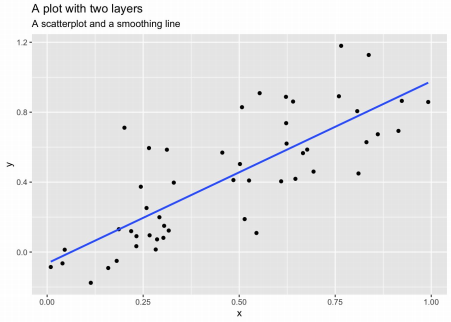 A plot with two layers
A scatterplot and a smoothing line
1.2
0.8
0.4
0.0
y
0.00 0.25 0.50 0.75 1.00
x